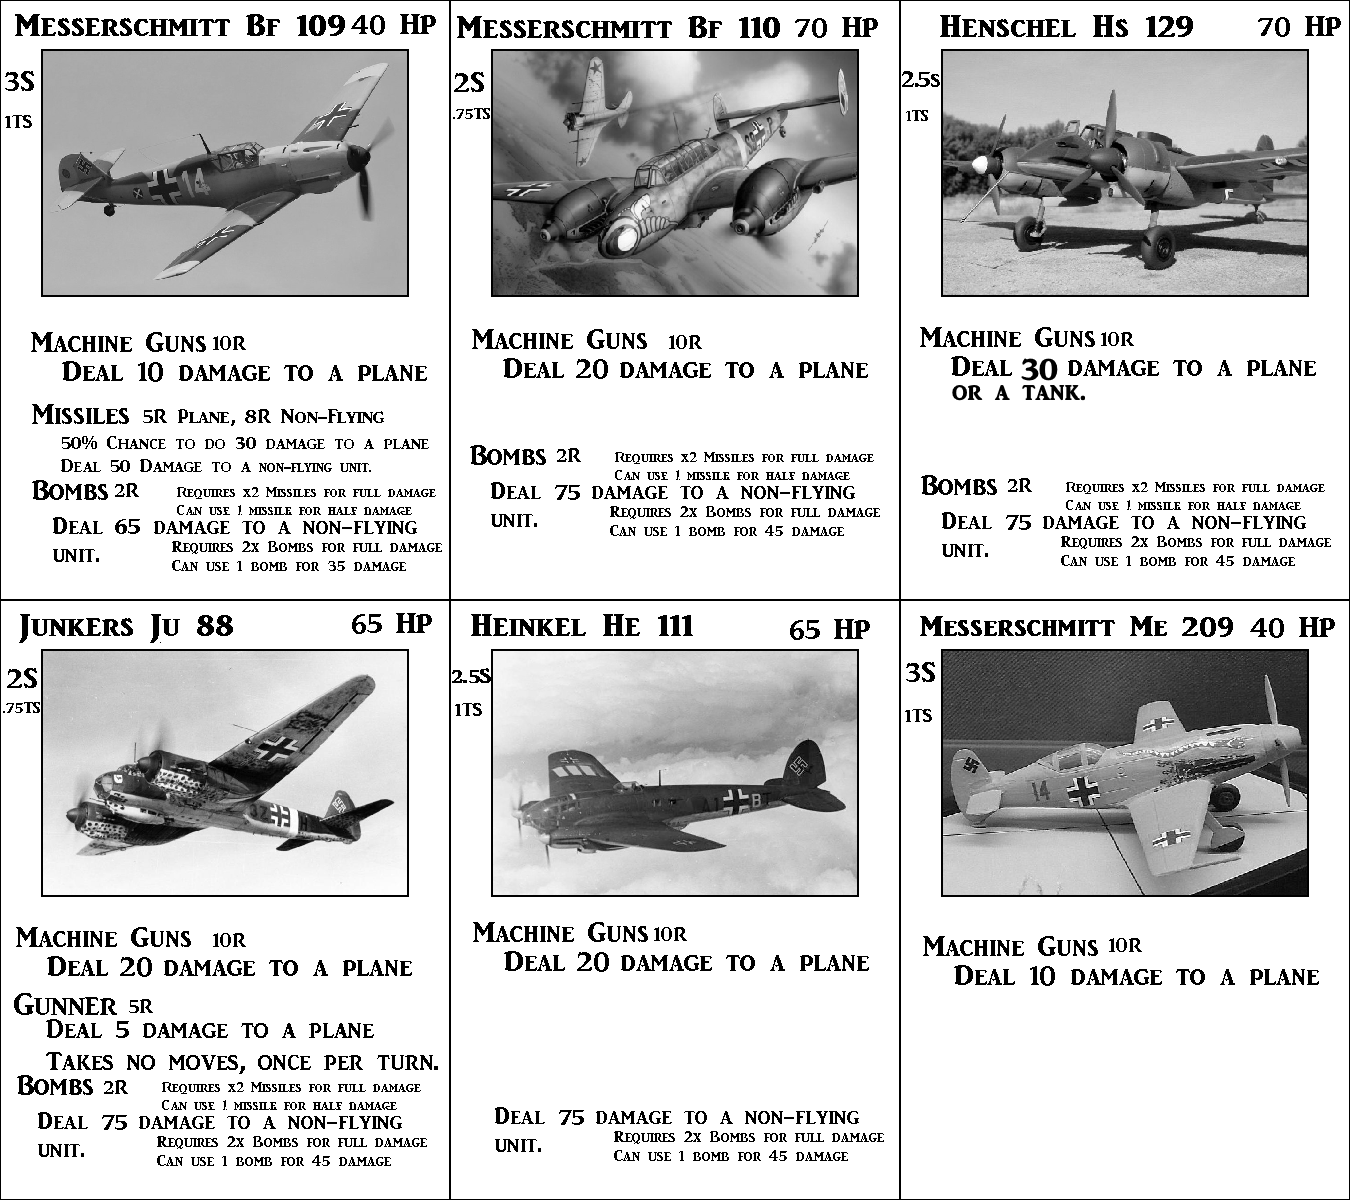 Messerschmitt Bf 109 40 HP
3S
1TS
14
Machine Guns 10R
Deal 10 damage to a plane
Missiles 5R Plane, 8R Non-Flying
50% Chance to do 30 damage to a plane
Deal 50 Damage to a non-flying unit.
Bombs 2R
Requires x2 Missiles for full damage
Can use 1 missile for half damage
Deal 65 damage to a non-flying
unit.
Requires 2x Bombs for full damage
Can use 1 bomb for 35 damage
Messerschmitt Bf 110 70 HP
2S
.75TS
Machine Guns 10R
Deal 20 damage to a plane
Bombs 2R
Requires x2 Missiles for full damage
Can use 1 missile for half damage
Deal 75 damage to a non-flying
unit.
Requires 2x Bombs for full damage
Can use 1 bomb for 45 damage
Henschel Hs 129 70 HP
2.5S
1TS
Machine Guns 10R
Deal 30 damage to a plane
or a tank.
Bombs 2R
Requires x2 Missiles for full damage
Can use 1 missile for half damage
Deal 75 damage to a non-flying
unit.
Requires 2x Bombs for full damage
Can use 1 bomb for 45 damage
Junkers Ju 88 65 HP
2S
.75TS
Machine Guns 10R
Deal 20 damage to a plane
Gunner 5R
Deal 5 damage to a plane
Takes no moves, once per turn.
Bombs 2R
Requires x2 Missiles for full damage
Can use 1 missile for half damage
Deal 75 damage to a non-flying
unit.
Requires 2x Bombs for full damage
Can use 1 bomb for 45 damage
Heinkel He 111 65 HP
2.5S
1TS
Machine Guns 10R
Deal 20 damage to a plane
Deal 75 damage to a non-flying
unit.
Requires 2x Bombs for full damage
Can use 1 bomb for 45 damage
Messerschmitt Me 209 40 HP
3S
1TS
14
Machine Guns 10R
Deal 10 damage to a plane